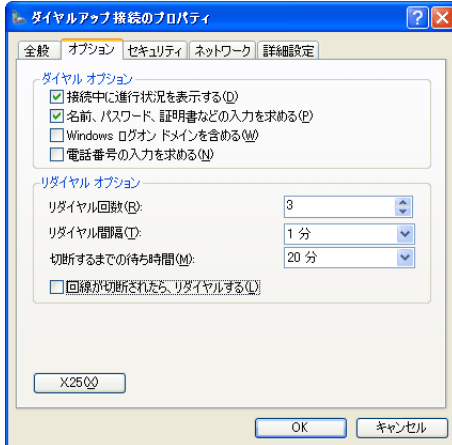 ダイヤルアップ接続のプロパティ
全般 オプション セキュリティ ネットワーク 詳細設定
ダイヤル オプション
接続中に進行状況を表示する(D)
名前、パスワード、証明書などの入力を求める(P)
Windows ログオン ドメインを含める(W)
電話番号の入力を求める(N)
リダイヤル オプション
リダイヤル回数(R): 3
リダイヤル間隔(T): 1 分
切断するまでの待ち時間(M): 20 分
回線が切断されたら、リダイヤルする(L)
X.25(X)
OK キャンセル